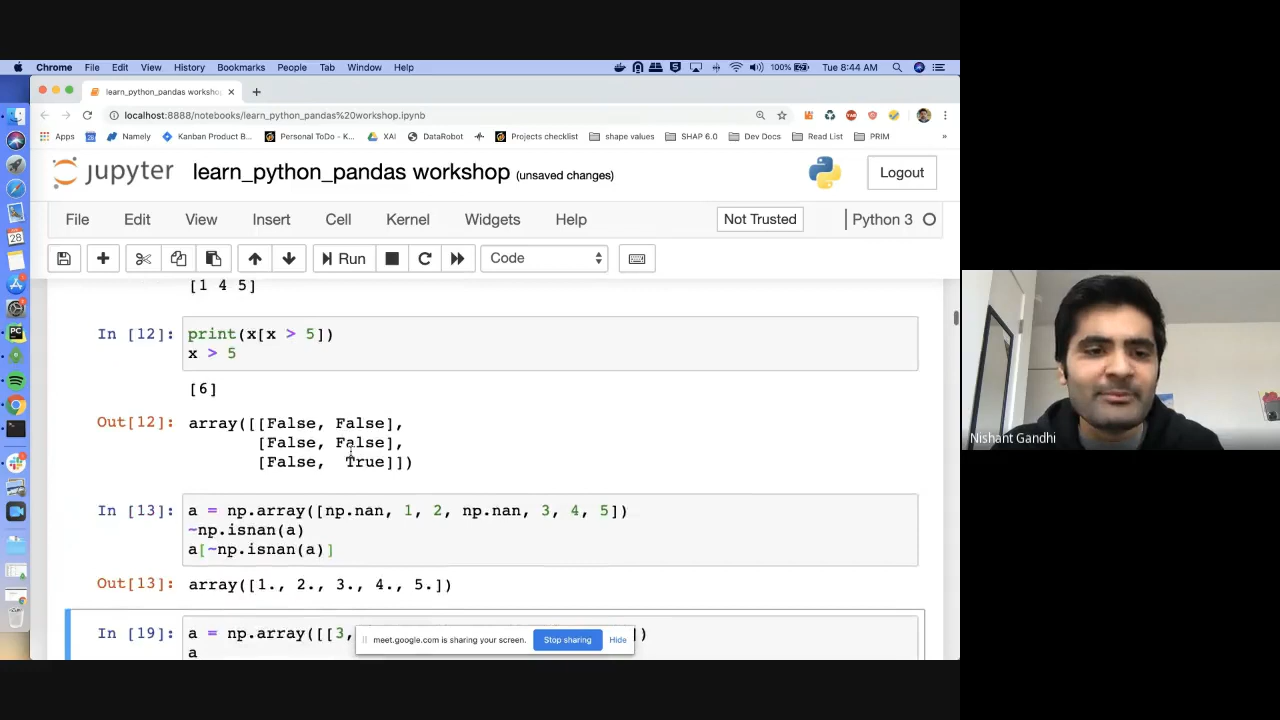 Chrome File Edit View History Bookmarks People Tab Window Help 100% Tue 8:44 AM
learn_python_pandas worksho
localhost:8888/notebooks/learn_python_pandas%20workshop.ipynb
Apps Namely Kanban Product B... Personal ToDo - K... XAI DataRobot Projects checklist shape values SHAP 6.0 Dev Docs Read List PRIM »
jupyter learn_python_pandas workshop (unsaved changes) Logout
File Edit View Insert Cell Kernel Widgets Help Not Trusted Python 3
Run Code
[1 4 5]
In [12]: print(x[x > 5])
x > 5
[6]
Out[12]: array([[False, False],
[False, False],
[False, True]])
In [13]: a = np.array([np.nan, 1, 2, np.nan, 3, 4, 5])
~np.isnan(a)
a[~np.isnan(a)]
Out[13]: array([1., 2., 3., 4., 5.])
In [19]: a = np.array([[3, ])
a
meet.google.com is sharing your screen. Stop sharing Hide
Nishant Gandhi